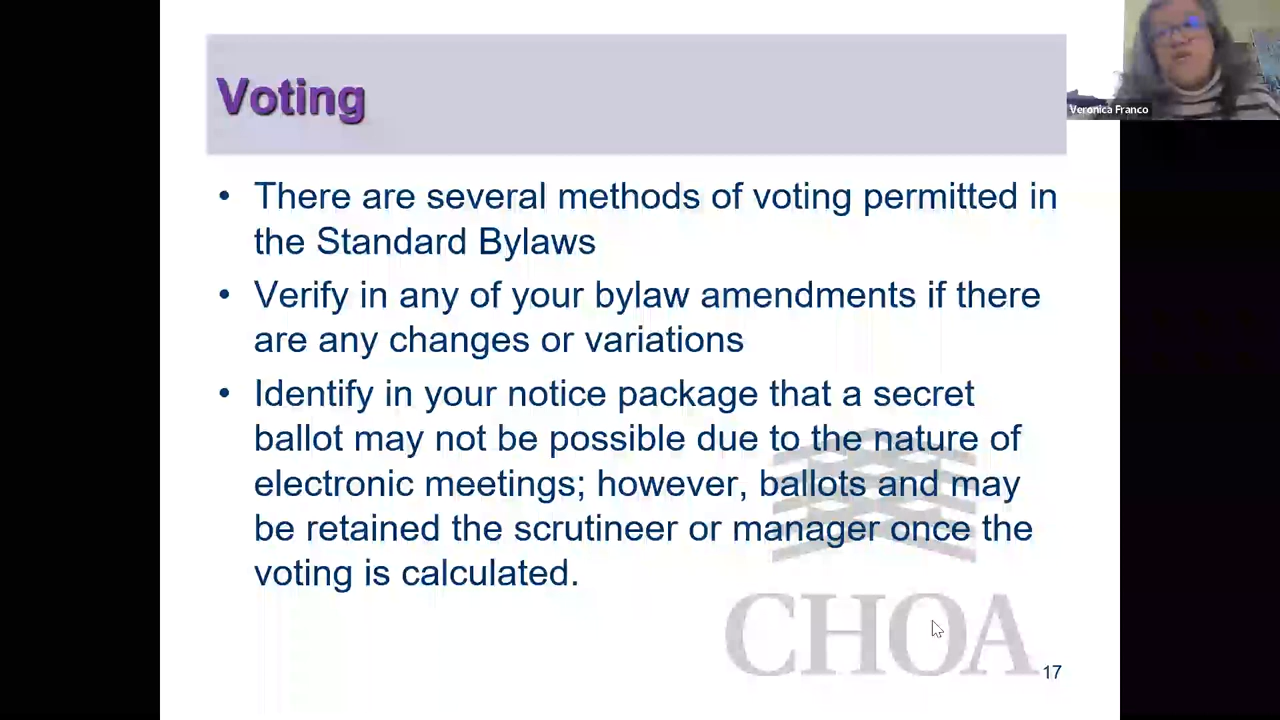 Voting
Veronica Franco
• There are several methods of voting permitted in
the Standard Bylaws
• Verify in any of your bylaw amendments if there
are any changes or variations
• Identify in your notice package that a secret
ballot may not be possible due to the nature of
electronic meetings; however, ballots and may
be retained the scrutineer or manager once the
voting is calculated.
CHOA
17